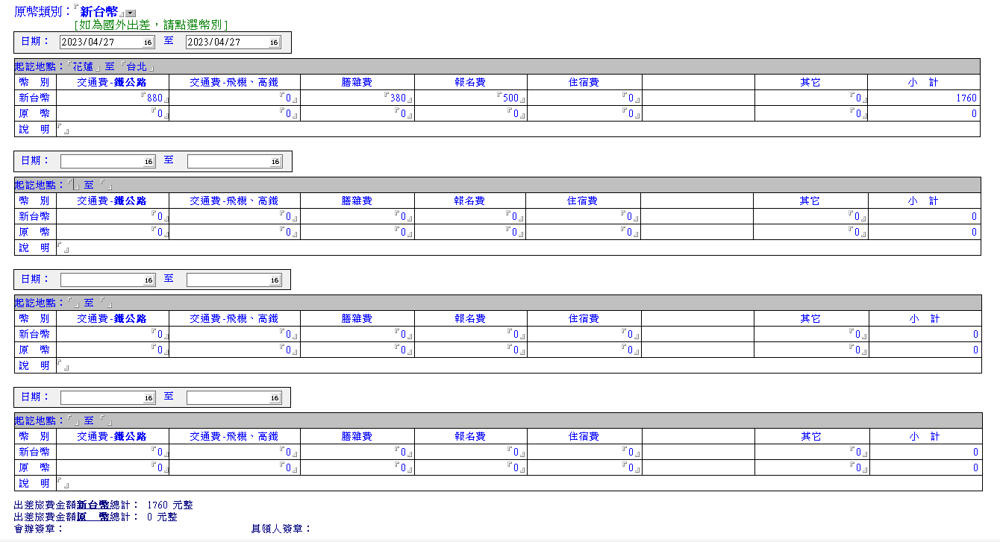 原幣類別：『新台幣』
[如為國外出差，請點選幣別]
日期： 2023/04/27 16 至 2023/04/27 16
起訖地點：『花蓮』 至 『台北』
幣 別 交通費-鐵公路 交通費-飛機、高鐵 膳雜費 報名費 住宿費 其它 小 計
新台幣 『880』 『0』 『380』 『500』 『0』 『0』 1760
原 幣 『0』 『0』 『0』 『0』 『0』 『0』 0
說 明 『 』
日期： 16 至 16
起訖地點：『 』 至 『 』
幣 別 交通費-鐵公路 交通費-飛機、高鐵 膳雜費 報名費 住宿費 其它 小 計
新台幣 『0』 『0』 『0』 『0』 『0』 『0』 0
原 幣 『0』 『0』 『0』 『0』 『0』 『0』 0
說 明 『 』
日期： 16 至 16
起訖地點：『 』 至 『 』
幣 別 交通費-鐵公路 交通費-飛機、高鐵 膳雜費 報名費 住宿費 其它 小 計
新台幣 『0』 『0』 『0』 『0』 『0』 『0』 0
原 幣 『0』 『0』 『0』 『0』 『0』 『0』 0
說 明 『 』
日期： 16 至 16
起訖地點：『 』 至 『 』
幣 別 交通費-鐵公路 交通費-飛機、高鐵 膳雜費 報名費 住宿費 其它 小 計
新台幣 『0』 『0』 『0』 『0』 『0』 『0』 0
原 幣 『0』 『0』 『0』 『0』 『0』 『0』 0
說 明 『 』
出差旅費金額新台幣總計： 1760 元整
出差旅費金額原 幣總計： 0 元整
會辦簽章： 具領人簽章：